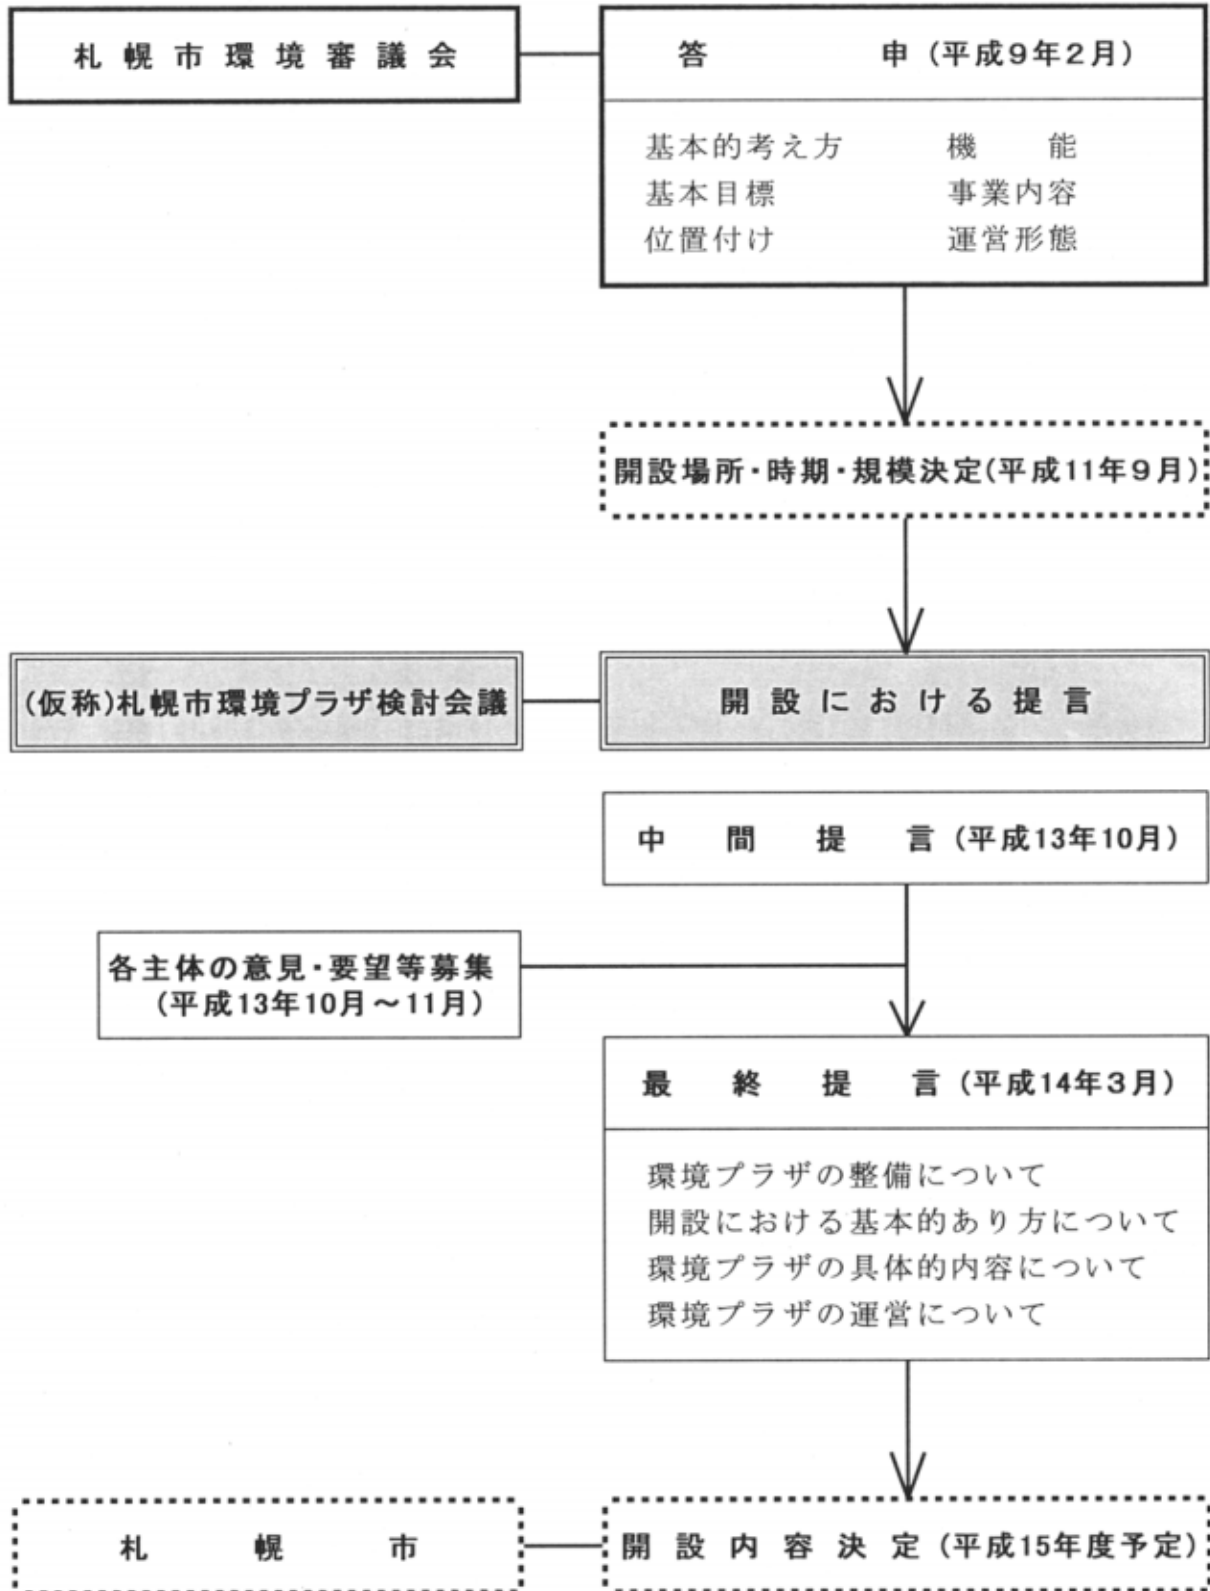 札幌市環境審議会
答申(平成9年2月)
基本的考え方 機能
基本目標 事業内容
位置付け 運営形態
開設場所・時期・規模決定(平成11年9月)
(仮称)札幌市環境プラザ検討会議
開設における提言
中間提言(平成13年10月)
各主体の意見・要望等募集
(平成13年10月～11月)
最終提言(平成14年3月)
環境プラザの整備について
開設における基本的あり方について
環境プラザの具体的内容について
環境プラザの運営について
札幌市
開設内容決定(平成15年度予定)